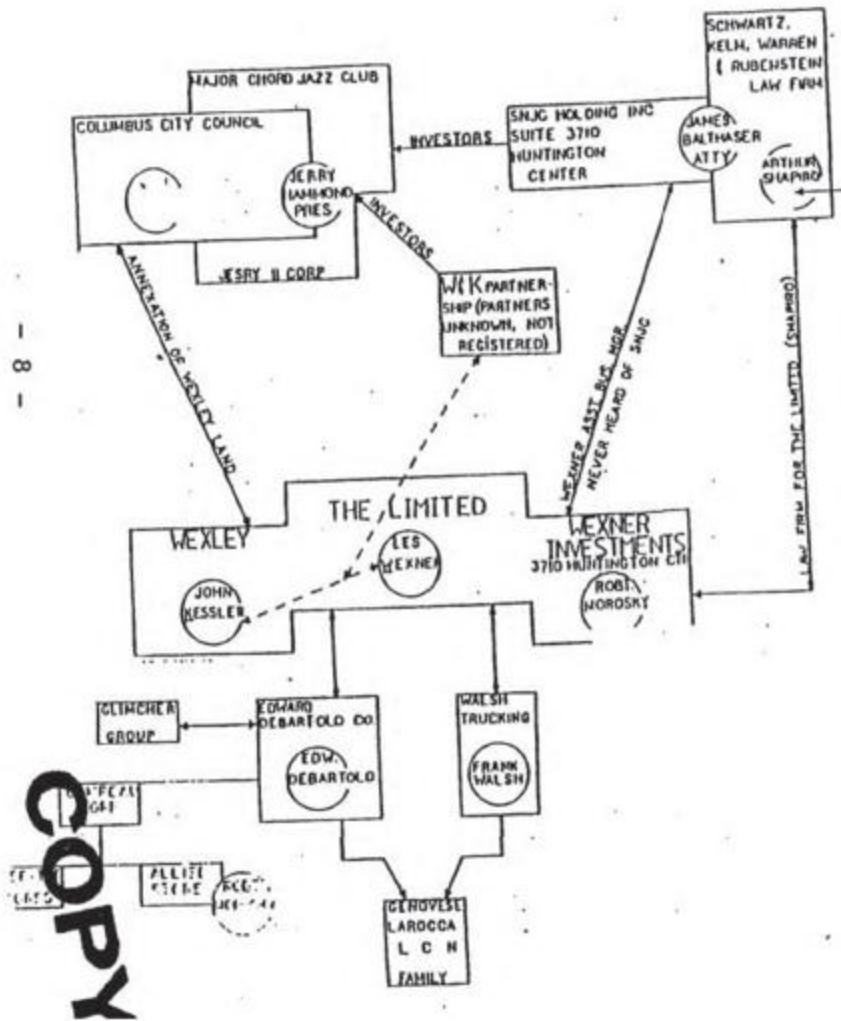 SCHWARTZ,
KELM, WARREN
& RUBENSTEIN
LAW FIRM
MAJOR CHORD JAZZ CLUB
COLUMBUS CITY COUNCIL
SNJC HOLDING INC
SUITE 3710
HUNTINGTON
CENTER
JAMES
BALTHASER
ATTY
ARTHUR
SHAPIRO
INVESTORS
JERRY
HAMMOND
PRES.
INVESTORS
JESRY II CORP
W&K PARTNER-
SHIP (PARTNERS
UNKNOWN, NOT
REGISTERED)
ANNEXATION OF WEXLEY LAND
WEXNER ASST BUS. MGR.
NEVER HEARD OF SNJC
LAW FIRM FOR THE LIMITD (SHAPIRO)
- 8 -
THE LIMITED
WEXLEY
WEXNER
INVESTMENTS
3710 HUNTINGTON CTR
LES
WEXNER
JOHN
KESSLER
ROBT.
MOROSKY
GLIMCHER
GROUP
EDWARD
DEBARTOLO CO.
EDW.
DEBARTOLO
WALSH
TRUCKING
FRANK
WALSH
ALLIED
STORE
GENOVESE
LAROCCA
L C N
FAMILY
COPY